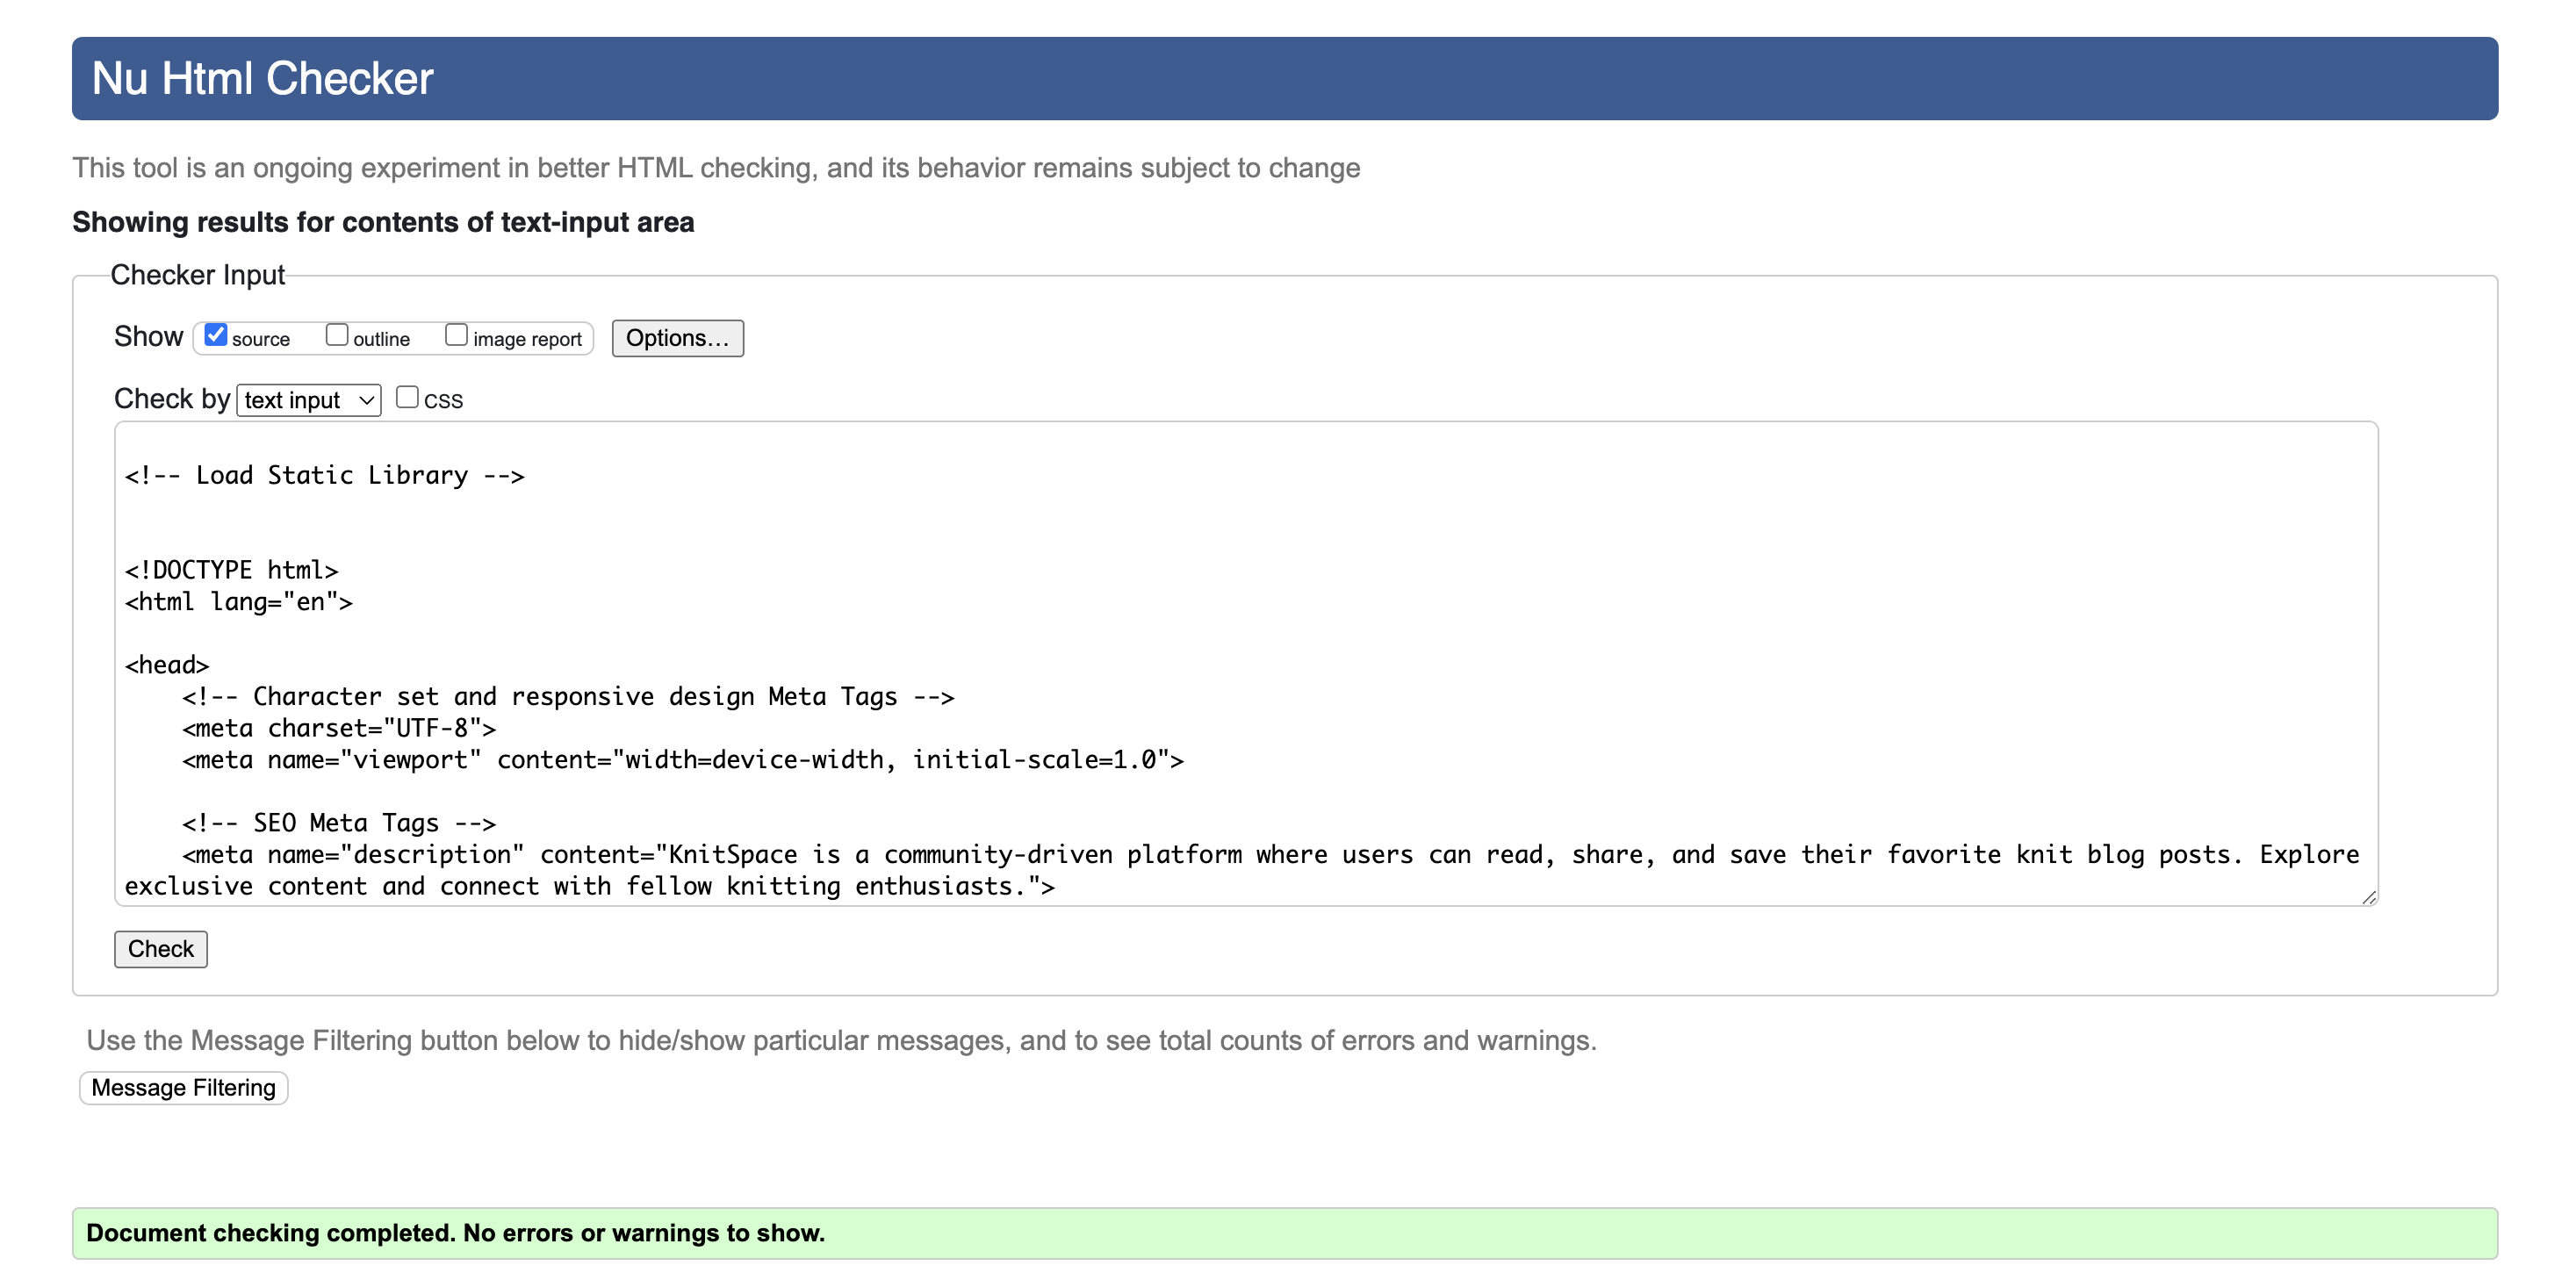 Nu Html Checker
This tool is an ongoing experiment in better HTML checking, and its behavior remains subject to change
Showing results for contents of text-input area
Checker Input
Show source outline image report Options...
Check by text input CSS
<!-- Load Static Library -->
<!DOCTYPE html>
<html lang="en">
<head>
    <!-- Character set and responsive design Meta Tags -->
    <meta charset="UTF-8">
    <meta name="viewport" content="width=device-width, initial-scale=1.0">
    <!-- SEO Meta Tags -->
    <meta name="description" content="KnitSpace is a community-driven platform where users can read, share, and save their favorite knit blog posts. Explore
exclusive content and connect with fellow knitting enthusiasts.">
Check
Use the Message Filtering button below to hide/show particular messages, and to see total counts of errors and warnings.
Message Filtering
Document checking completed. No errors or warnings to show.